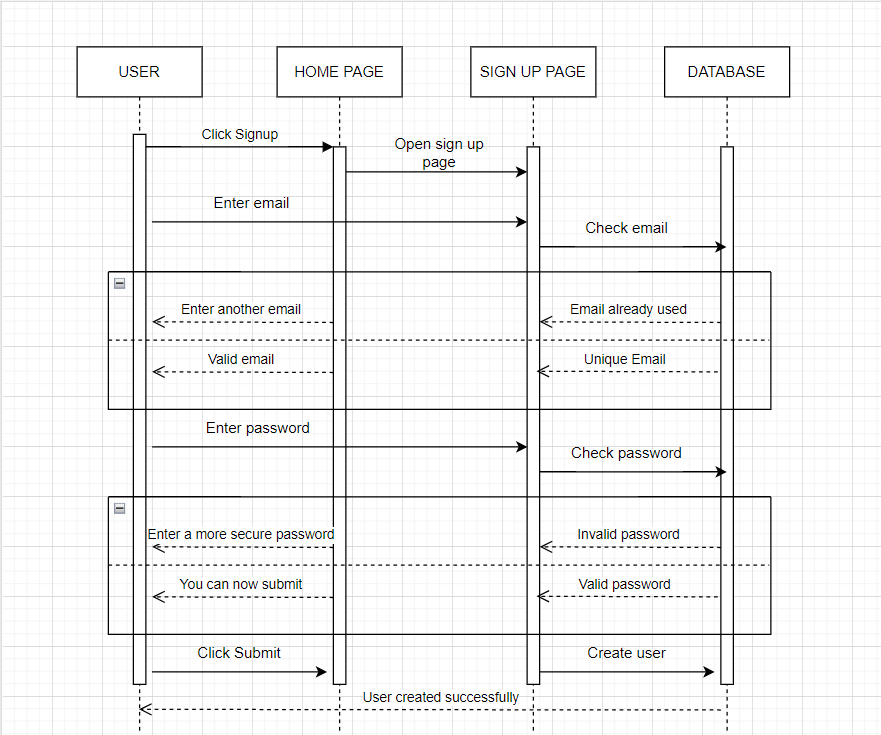 USER
HOME PAGE
SIGN UP PAGE
DATABASE
Click Signup
Open sign up
page
Enter email
Check email
Enter another email
Email already used
Valid email
Unique Email
Enter password
Check password
Enter a more secure password
Invalid password
You can now submit
Valid password
Click Submit
Create user
User created successfully